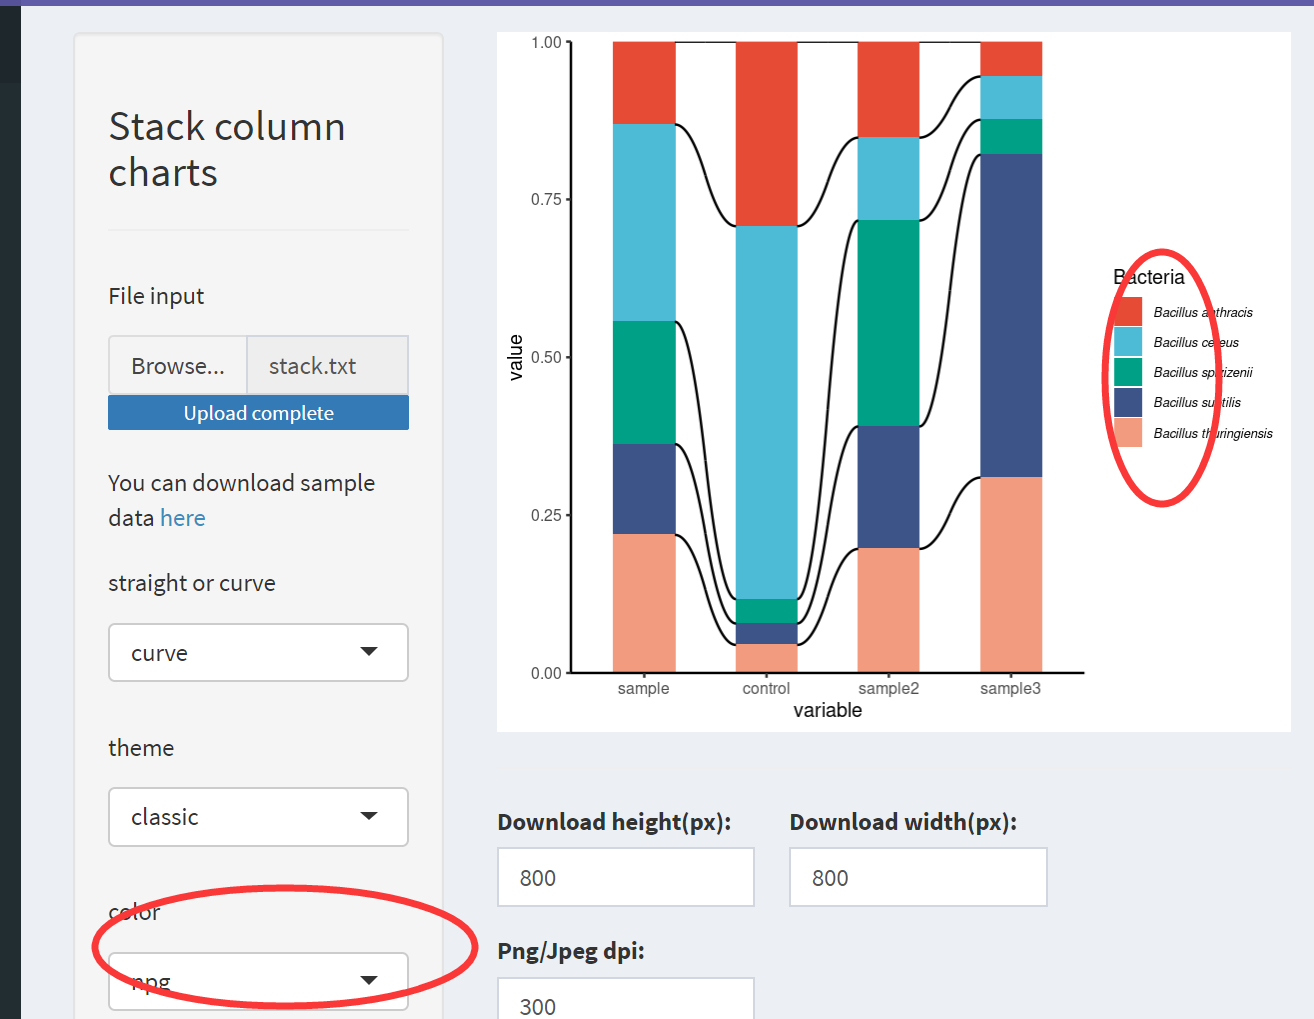 Stack column
charts
File input
Browse...
stack.txt
Upload complete
You can download sample
data here
straight or curve
curve
theme
classic
color
npg
1.00
0.75
0.50
0.25
0.00
value
sample
control
sample2
sample3
variable
Bacteria
Bacillus anthracis
Bacillus cereus
Bacillus spizizenii
Bacillus subtilis
Bacillus thuringiensis
Download height(px):
Download width(px):
800
800
Png/Jpeg dpi:
300